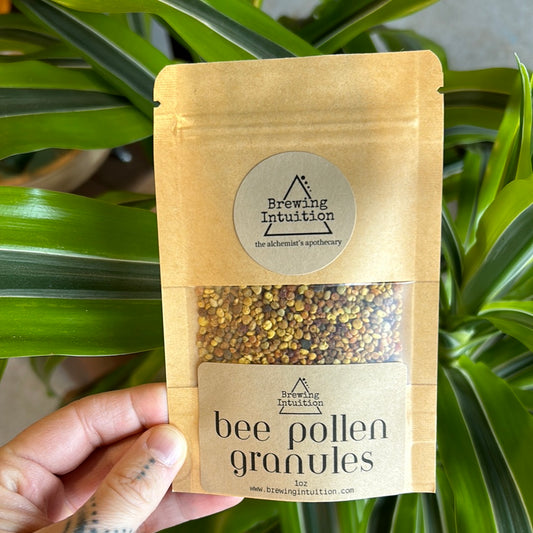 Brewing
Intuition
the alchemist's apothecary
Brewing
Intuition
bee pollen
granules
1oz
www.brewingintuition.com